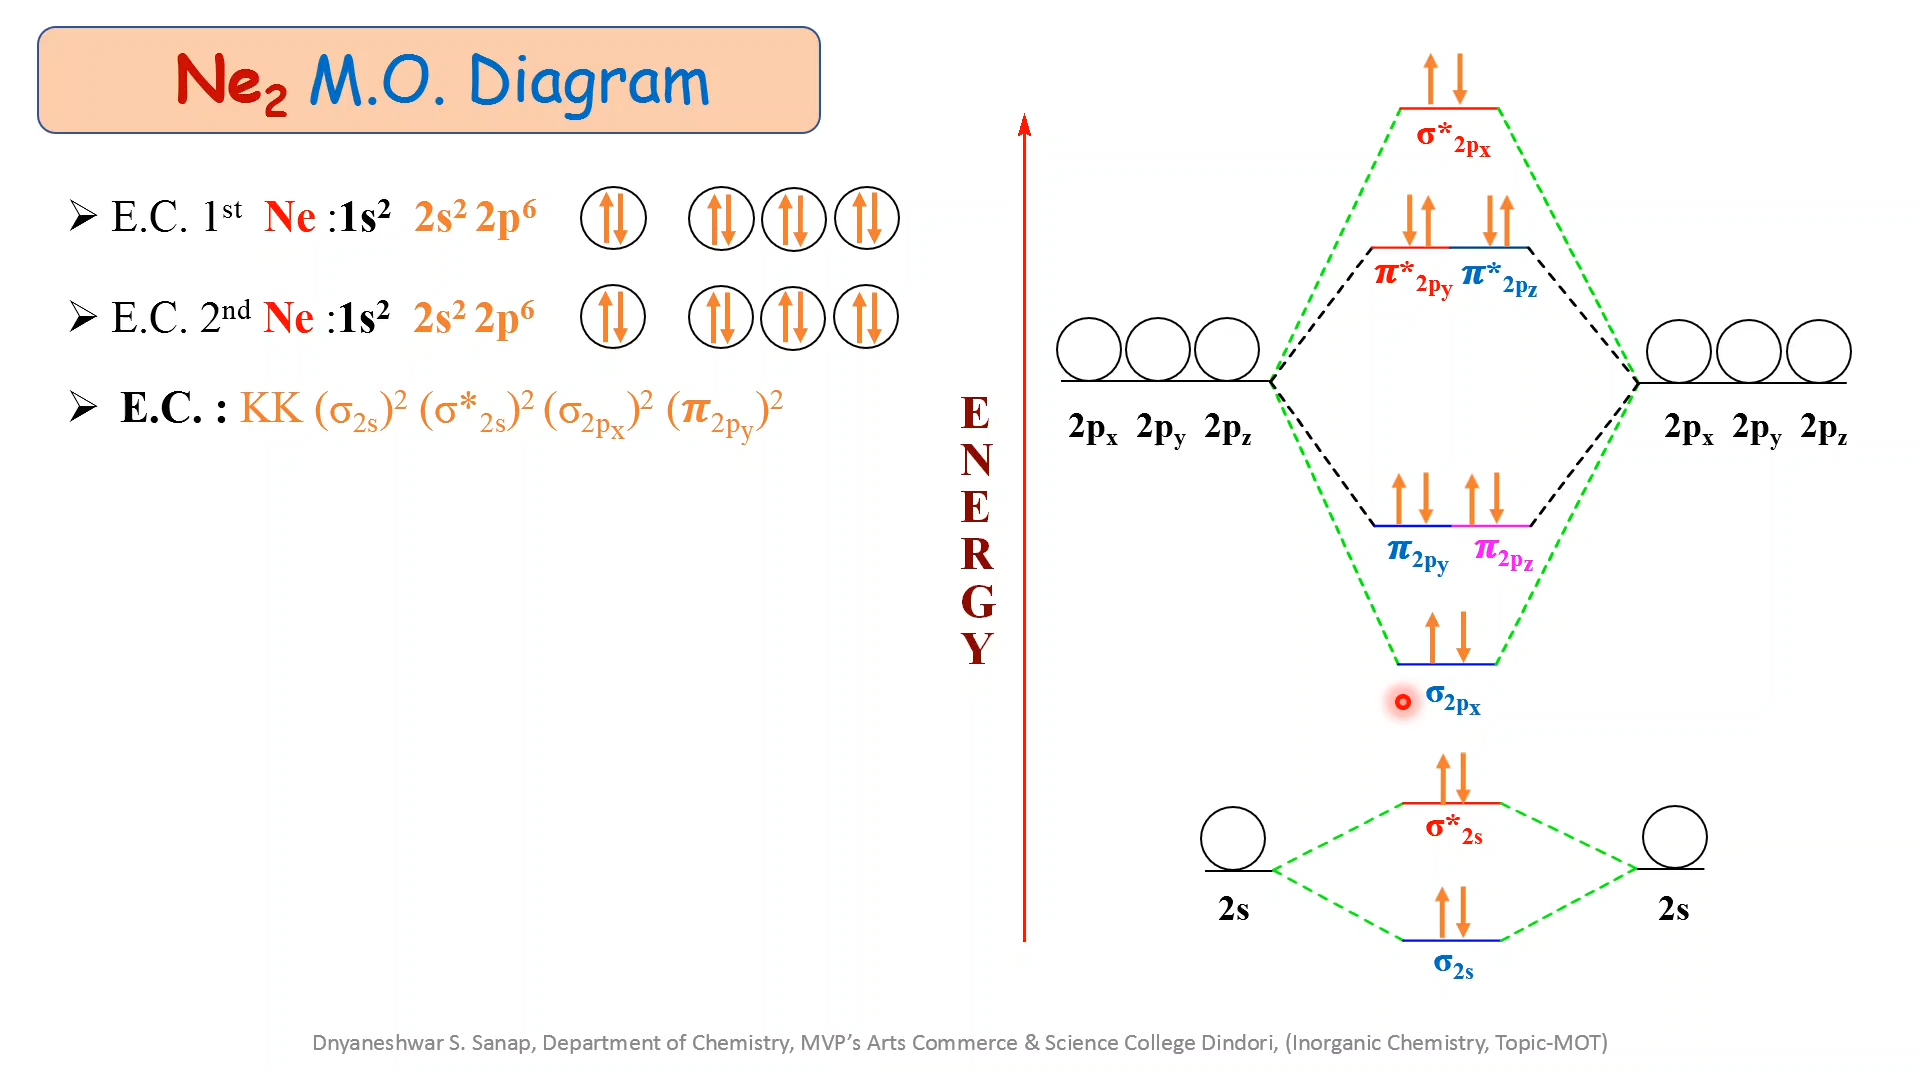 Ne₂ M.O. Diagram
➢ E.C. 1ˢᵗ Ne :1s² 2s² 2p⁶
➢ E.C. 2ⁿᵈ Ne :1s² 2s² 2p⁶
➢ E.C. : KK (σ2s)² (σ*2s)² (σ2px)² (π2py)²
ENERGY
σ*2px
π*2py π*2pz
2px 2py 2pz
2px 2py 2pz
π2py π2pz
σ2px
σ*2s
2s
2s
σ2s
Dnyaneshwar S. Sanap, Department of Chemistry, MVP’s Arts Commerce & Science College Dindori, (Inorganic Chemistry, Topic-MOT)